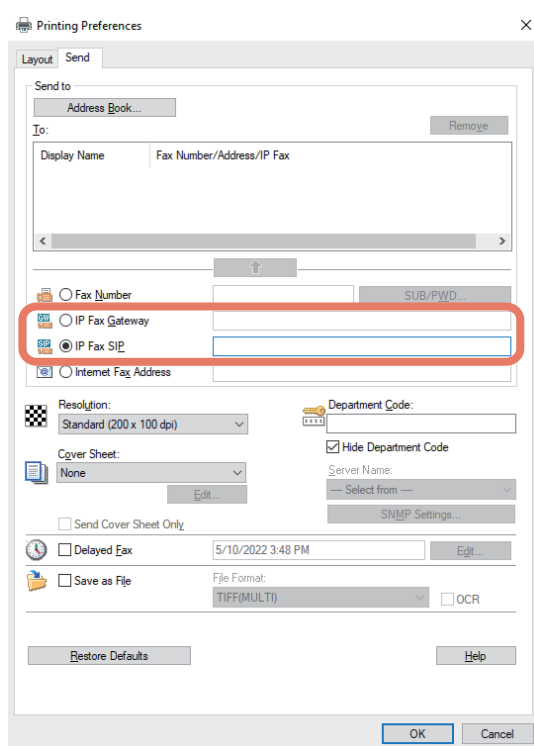 Printing Preferences
Layout Send
Send to
Address Book...
To:
Remove
Display Name Fax Number/Address/IP Fax
Fax Number
SUB/PWD...
IP Fax Gateway
IP Fax SIP
Internet Fax Address
Resolution:
Standard (200 x 100 dpi)
Department Code:
Hide Department Code
Cover Sheet:
None
Edit...
Server Name:
--- Select from ---
SNMP Settings...
Send Cover Sheet Only
Delayed Fax
5/10/2022 3:48 PM
Edit...
Save as File
File Format:
TIFF(MULTI)
OCR
Restore Defaults
Help
OK
Cancel